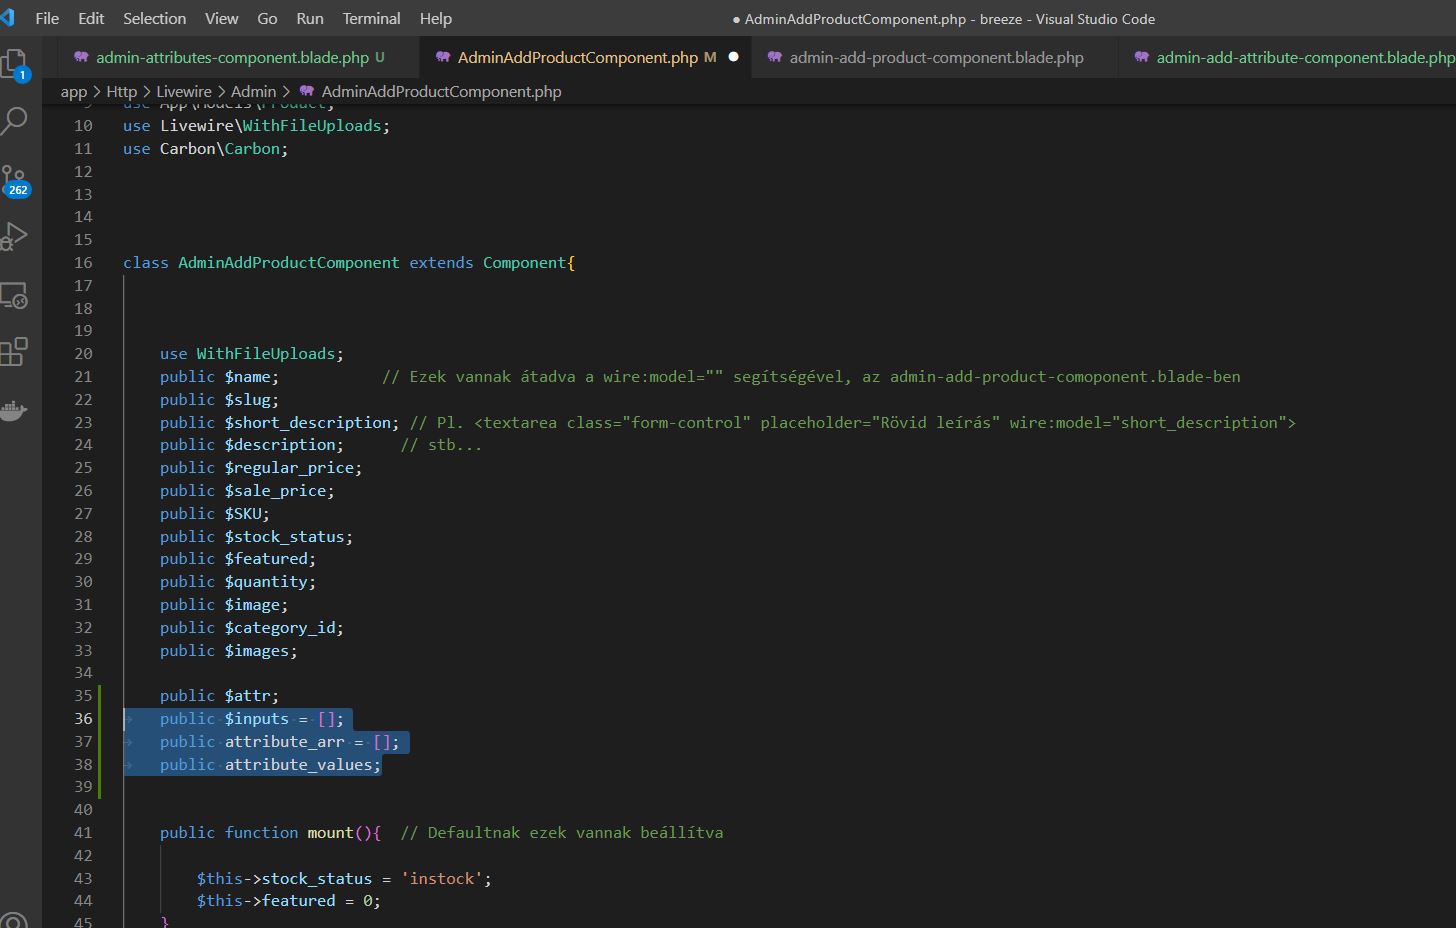 File Edit Selection View Go Run Terminal Help
● AdminAddProductComponent.php - breeze - Visual Studio Code
admin-attributes-component.blade.php U
AdminAddProductComponent.php M ●
admin-add-product-component.blade.php
admin-add-attribute-component.blade.php
app > Http > Livewire > Admin > AdminAddProductComponent.php
1
262
9 use App\Models\Product;
10 use Livewire\WithFileUploads;
11 use Carbon\Carbon;
12
13
14
15
16 class AdminAddProductComponent extends Component{
17
18
19
20 use WithFileUploads;
21 public $name; // Ezek vannak átadva a wire:model="" segítségével, az admin-add-product-comoponent.blade-ben
22 public $slug;
23 public $short_description; // Pl. <textarea class="form-control" placeholder="Rövid leírás" wire:model="short_description">
24 public $description; // stb...
25 public $regular_price;
26 public $sale_price;
27 public $SKU;
28 public $stock_status;
29 public $featured;
30 public $quantity;
31 public $image;
32 public $category_id;
33 public $images;
34
35 public $attr;
36 public $inputs = [];
37 public attribute_arr = [];
38 public attribute_values;
39
40
41 public function mount(){ // Defaultnak ezek vannak beállítva
42
43 $this->stock_status = 'instock';
44 $this->featured = 0;
45 }